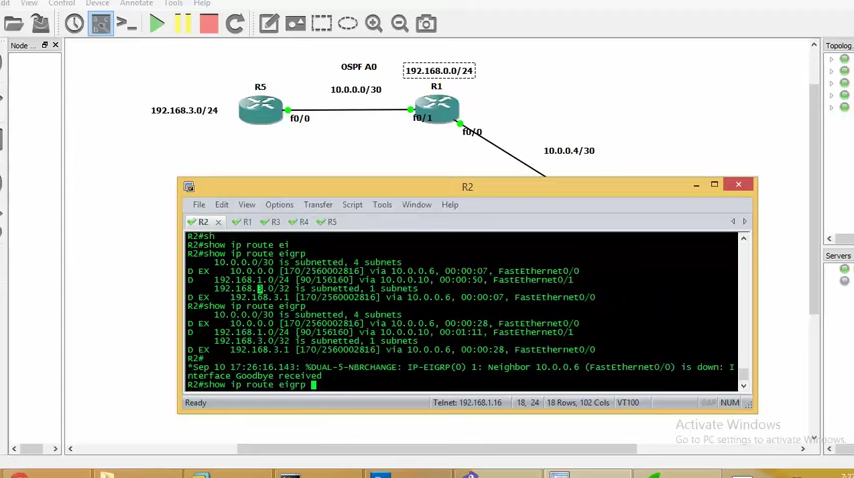 View Control Device Annotate Tools Help
Node ...
Topolog
OSPF A0
192.168.0.0/24
R5
10.0.0.0/30
R1
192.168.3.0/24
f0/0
f0/1
f0/0
10.0.0.4/30
R2
File Edit View Options Transfer Script Tools Window Help
R2 R1 R3 R4 R5
R2#sh
R2#show ip route ei
R2#show ip route eigrp
10.0.0.0/30 is subnetted, 4 subnets
D EX 10.0.0.0 [170/2560002816] via 10.0.0.6, 00:00:07, FastEthernet0/0
D 192.168.1.0/24 [90/156160] via 10.0.0.10, 00:00:50, FastEthernet0/1
192.168.3.0/32 is subnetted, 1 subnets
D EX 192.168.3.1 [170/2560002816] via 10.0.0.6, 00:00:07, FastEthernet0/0
R2#show ip route eigrp
10.0.0.0/30 is subnetted, 4 subnets
D EX 10.0.0.0 [170/2560002816] via 10.0.0.6, 00:00:28, FastEthernet0/0
D 192.168.1.0/24 [90/156160] via 10.0.0.10, 00:01:11, FastEthernet0/1
192.168.3.0/32 is subnetted, 1 subnets
D EX 192.168.3.1 [170/2560002816] via 10.0.0.6, 00:00:28, FastEthernet0/0
R2#
*Sep 10 17:26:16.143: %DUAL-5-NBRCHANGE: IP-EIGRP(0) 1: Neighbor 10.0.0.6 (FastEthernet0/0) is down: I
nterface Goodbye received
R2#show ip route eigrp
Ready
Telnet: 192.168.1.16 18, 24 18 Rows, 102 Cols VT100 CAP NUM
Servers
Activate Windows
Go to PC settings to activate Windows.